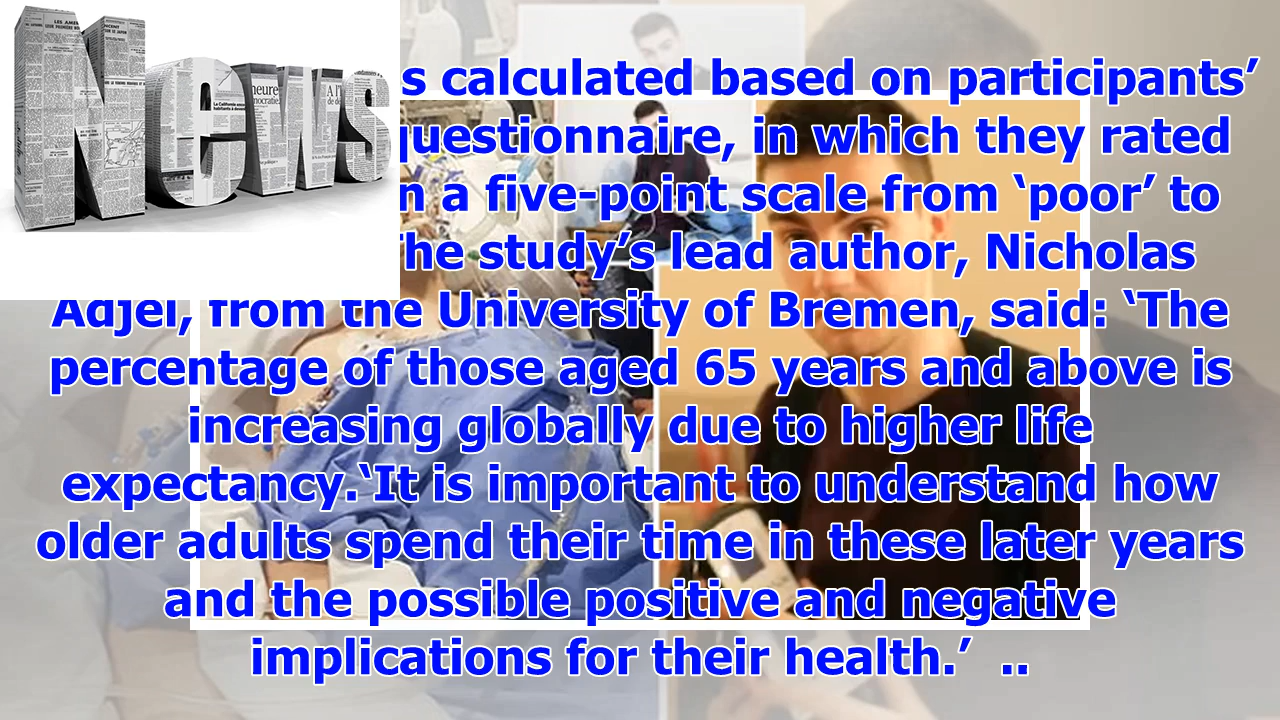 News
s calculated based on participants’
questionnaire, in which they rated
n a five-point scale from ‘poor’ to
The study’s lead author, Nicholas
Adjei, from the University of Bremen, said: ‘The
percentage of those aged 65 years and above is
increasing globally due to higher life
expectancy.‘It is important to understand how
older adults spend their time in these later years
and the possible positive and negative
implications for their health.’ ..